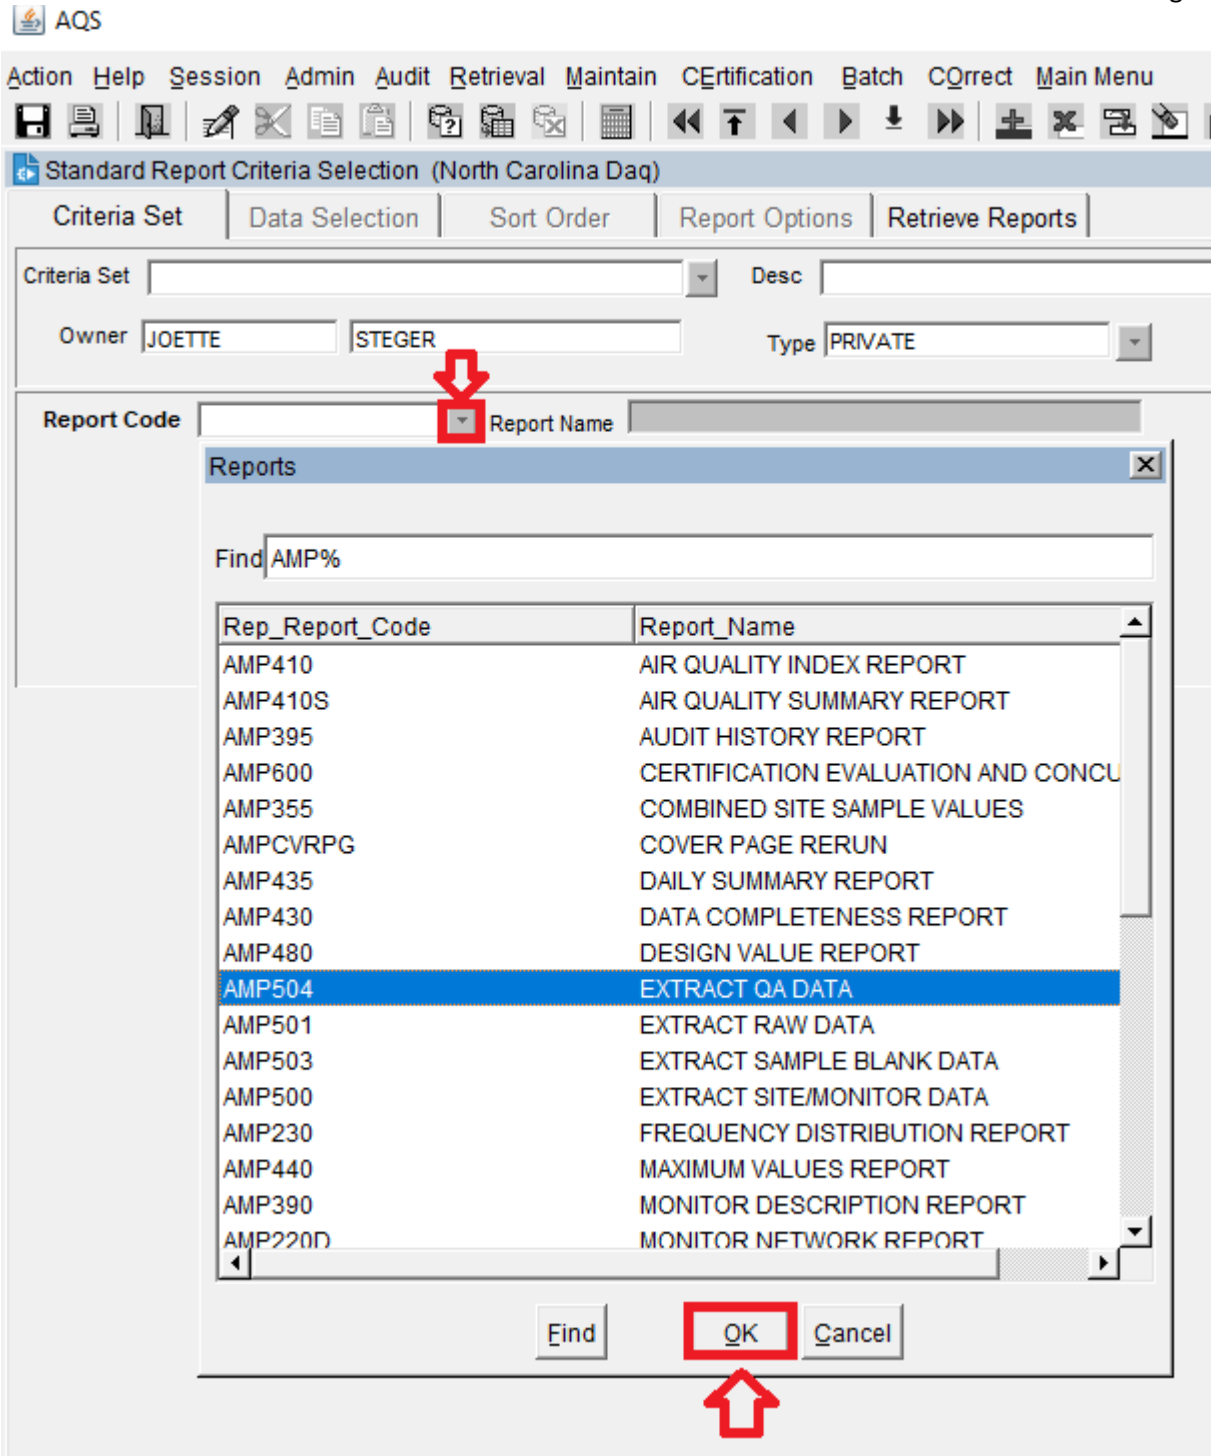 AQS
Action Help Session Admin Audit Retrieval Maintain CErtification Batch COrrect Main Menu
Standard Report Criteria Selection (North Carolina Daq)
Criteria Set Data Selection Sort Order Report Options Retrieve Reports
Criteria Set Desc
Owner JOETTE STEGER Type PRIVATE
Report Code Report Name
Reports
Find AMP%
Rep_Report_Code Report_Name
AMP410 AIR QUALITY INDEX REPORT
AMP410S AIR QUALITY SUMMARY REPORT
AMP395 AUDIT HISTORY REPORT
AMP600 CERTIFICATION EVALUATION AND CONCU
AMP355 COMBINED SITE SAMPLE VALUES
AMPCVRPG COVER PAGE RERUN
AMP435 DAILY SUMMARY REPORT
AMP430 DATA COMPLETENESS REPORT
AMP480 DESIGN VALUE REPORT
AMP504 EXTRACT QA DATA
AMP501 EXTRACT RAW DATA
AMP503 EXTRACT SAMPLE BLANK DATA
AMP500 EXTRACT SITE/MONITOR DATA
AMP230 FREQUENCY DISTRIBUTION REPORT
AMP440 MAXIMUM VALUES REPORT
AMP390 MONITOR DESCRIPTION REPORT
AMP220D MONITOR NETWORK REPORT
Find OK Cancel